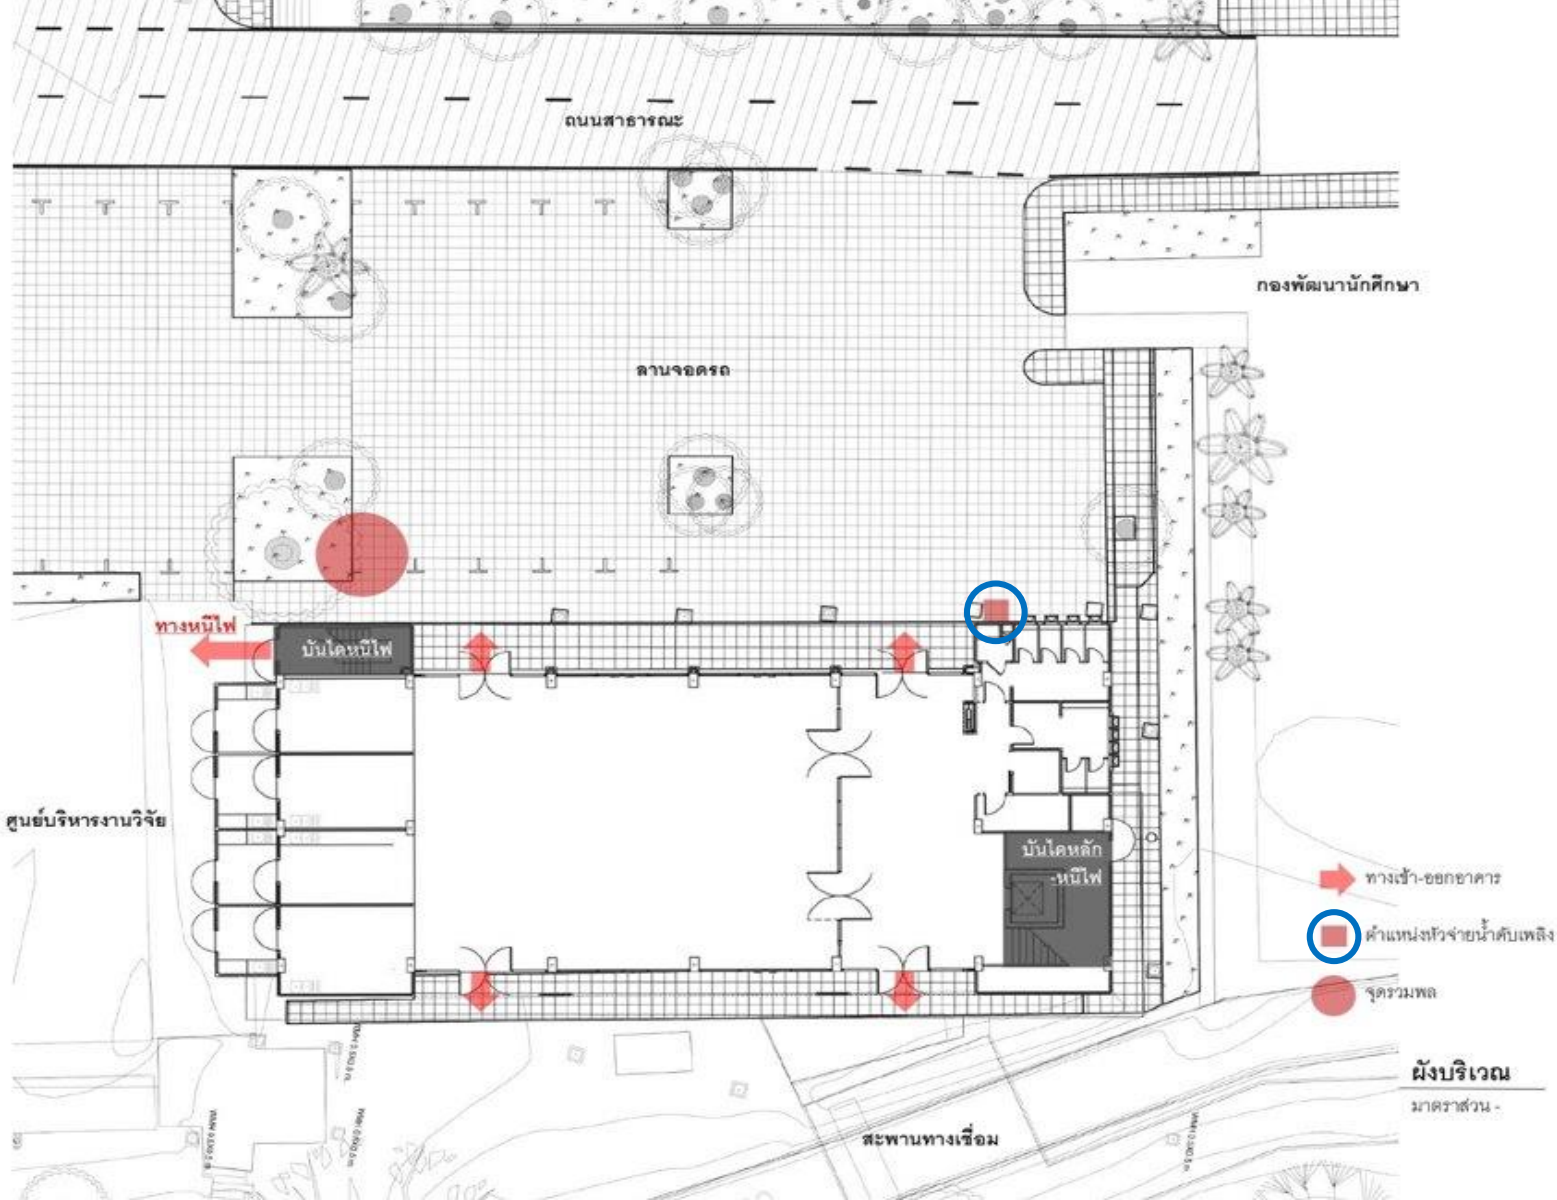 ถนนสาธารณะ
กองพัฒนานักศึกษา
ลานจอดรถ
ทางหนีไฟ
บันไดหนีไฟ
ศูนย์บริหารงานวิจัย
บันไดหลัก
-หนีไฟ
ทางเข้า-ออกอาคาร
ตำแหน่งหัวจ่ายน้ำดับเพลิง
จุดรวมพล
ผังบริเวณ
มาตราส่วน -
สะพานทางเชื่อม